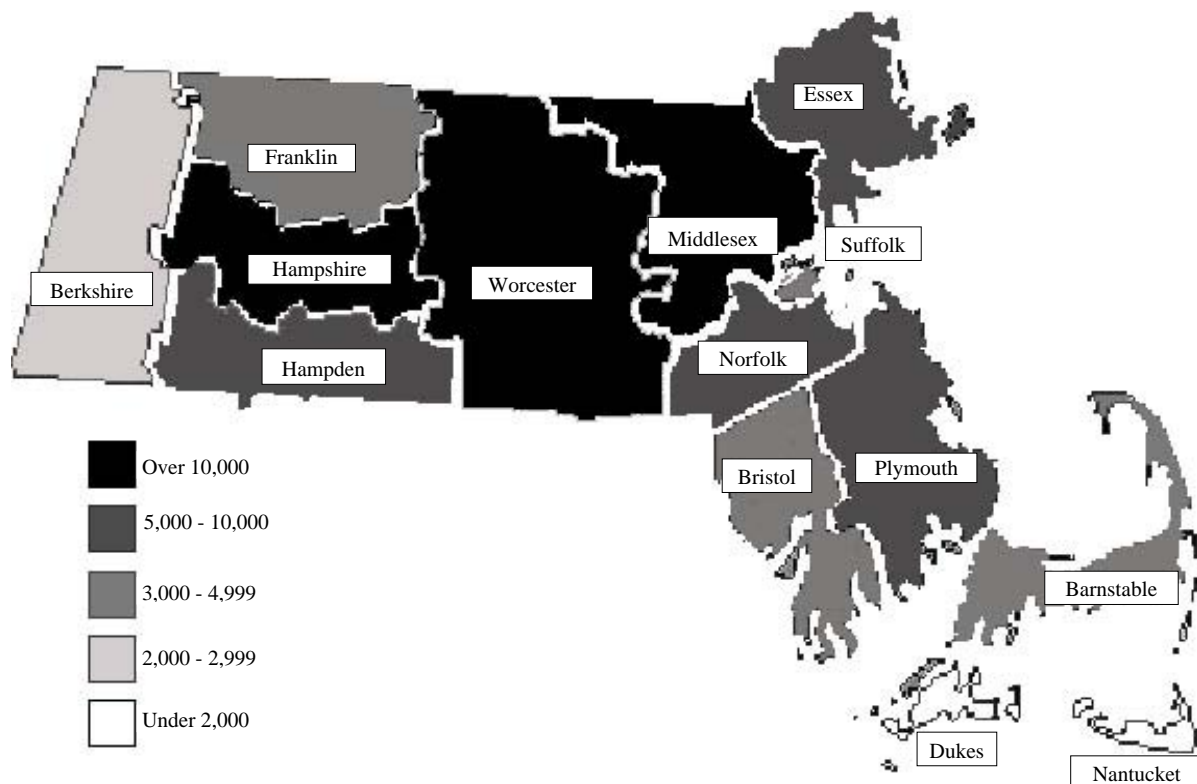 Essex
Franklin
Middlesex
Suffolk
Hampshire
Worcester
Berkshire
Norfolk
Hampden
Over 10,000
Bristol
Plymouth
5,000 - 10,000
3,000 - 4,999
Barnstable
2,000 - 2,999
Under 2,000
Dukes
Nantucket